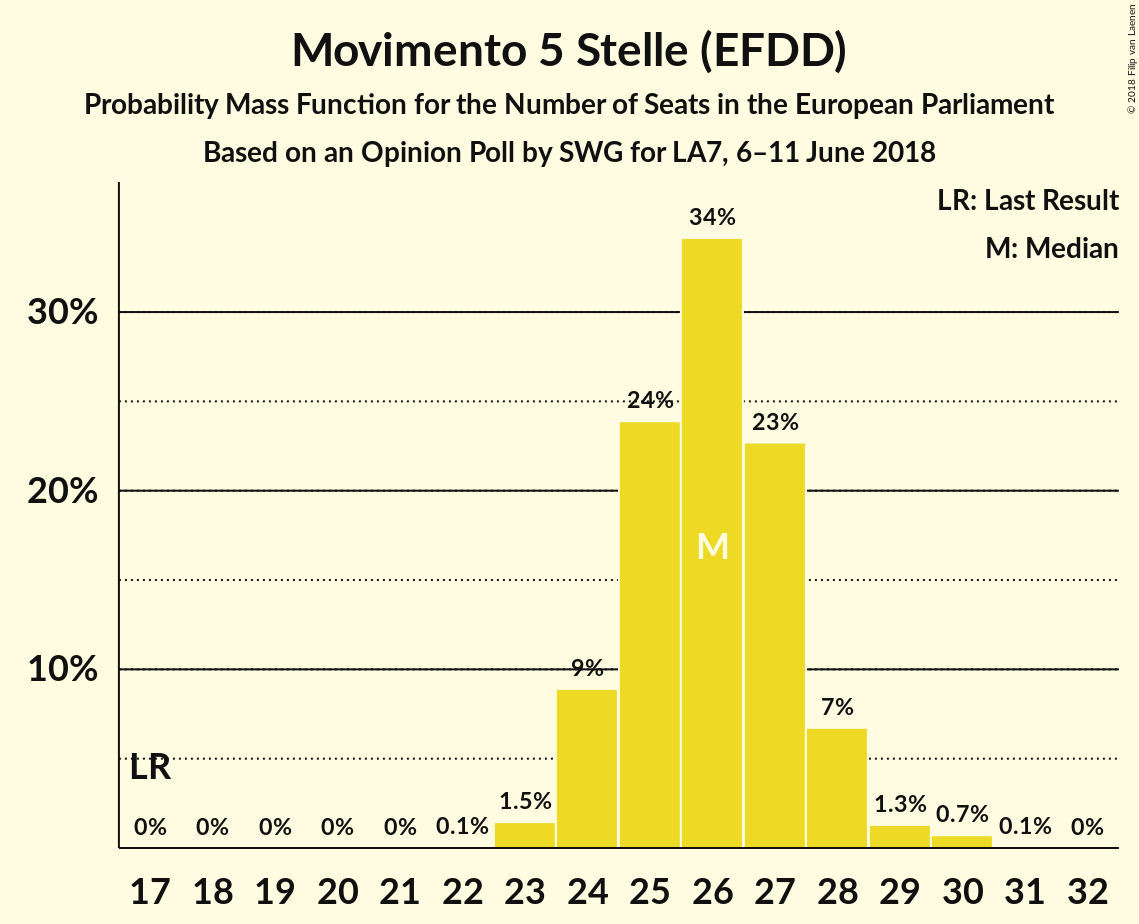 Movimento 5 Stelle (EFDD)
Probability Mass Function for the Number of Seats in the European Parliament
Based on an Opinion Poll by SWG for LA7, 6–11 June 2018
© 2018 Filip van Laenen
LR: Last Result
M: Median
30%
20%
10%
LR
M
0%
0%
0%
0%
0%
0.1%
1.5%
9%
24%
34%
23%
7%
1.3%
0.7%
0.1%
0%
17 18 19 20 21 22 23 24 25 26 27 28 29 30 31 32